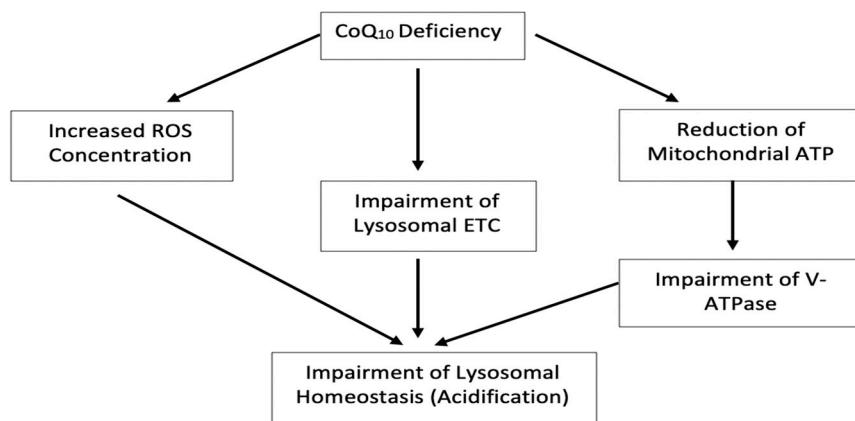 CoQ₁₀ Deficiency
Increased ROS
Concentration
Reduction of
Mitochondrial ATP
Impairment of
Lysosomal ETC
Impairment of V-
ATPase
Impairment of Lysosomal
Homeostasis (Acidification)